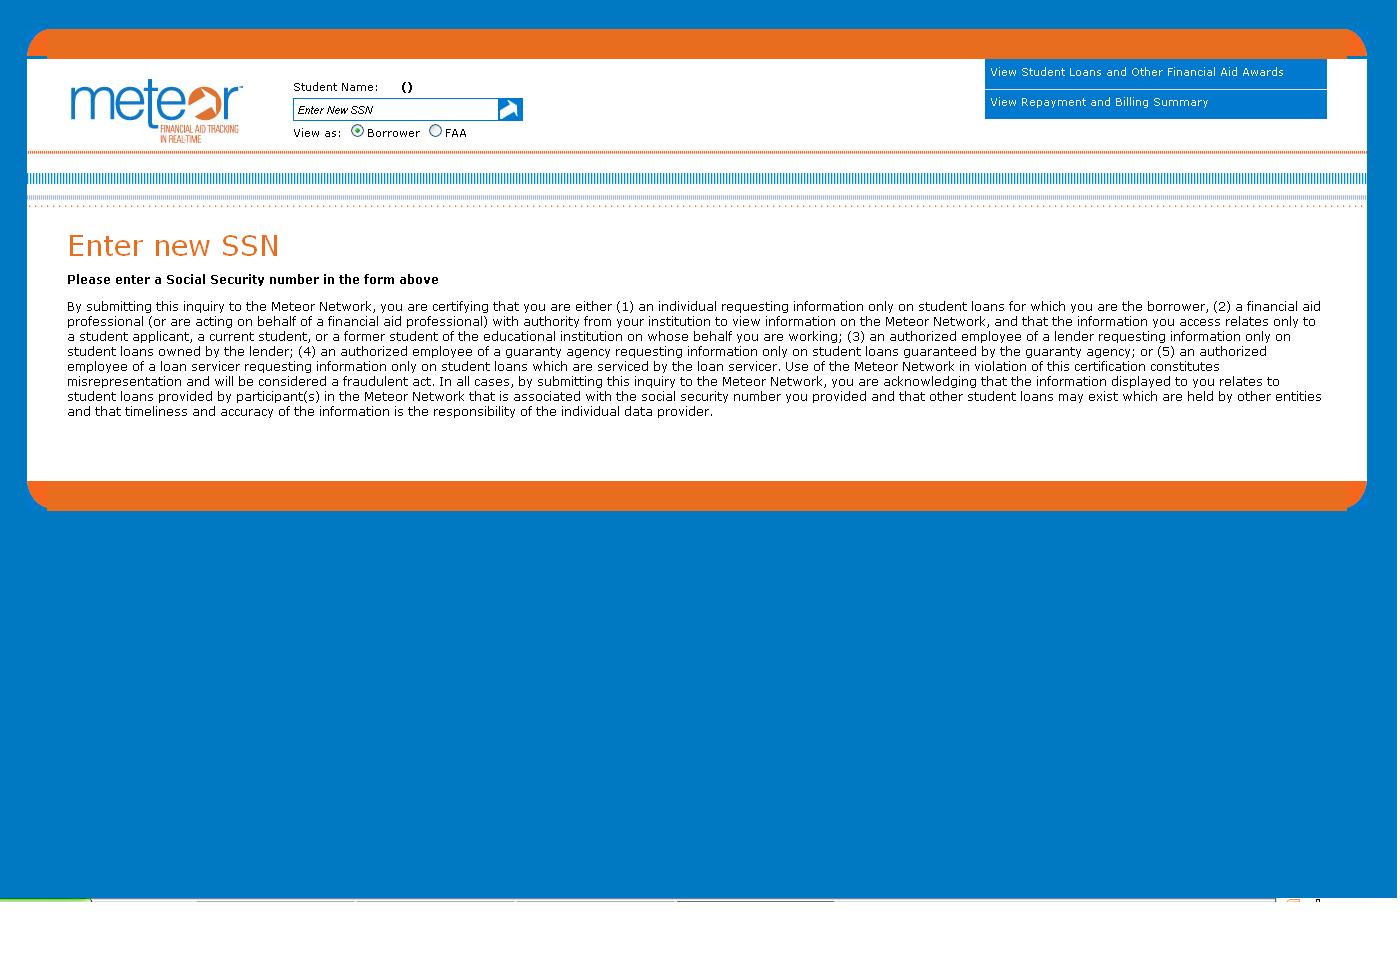 View Student Loans and Other Financial Aid Awards
View Repayment and Billing Summary
meteor™
FINANCIAL AID TRACKING
IN REAL-TIME
Student Name: ()
Enter New SSN
View as: Borrower FAA
Enter new SSN
Please enter a Social Security number in the form above
By submitting this inquiry to the Meteor Network, you are certifying that you are either (1) an individual requesting information only on student loans for which you are the borrower, (2) a financial aid
professional (or are acting on behalf of a financial aid professional) with authority from your institution to view information on the Meteor Network, and that the information you access relates only to
a student applicant, a current student, or a former student of the educational institution on whose behalf you are working; (3) an authorized employee of a lender requesting information only on
student loans owned by the lender; (4) an authorized employee of a guaranty agency requesting information only on student loans guaranteed by the guaranty agency; or (5) an authorized
employee of a loan servicer requesting information only on student loans which are serviced by the loan servicer. Use of the Meteor Network in violation of this certification constitutes
misrepresentation and will be considered a fraudulent act. In all cases, by submitting this inquiry to the Meteor Network, you are acknowledging that the information displayed to you relates to
student loans provided by participant(s) in the Meteor Network that is associated with the social security number you provided and that other student loans may exist which are held by other entities
and that timeliness and accuracy of the information is the responsibility of the individual data provider.